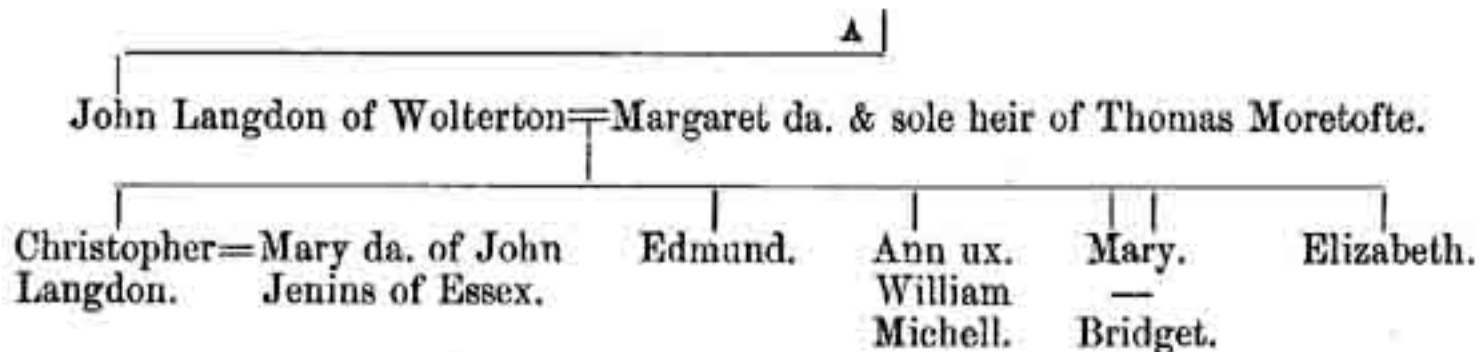 A
John Langdon of Wolterton=Margaret da. & sole heir of Thomas Moretofte.
Christopher=Mary da. of John Edmund. Ann ux. Mary. Elizabeth.
Langdon. Jenins of Essex. William —
Michell. Bridget.